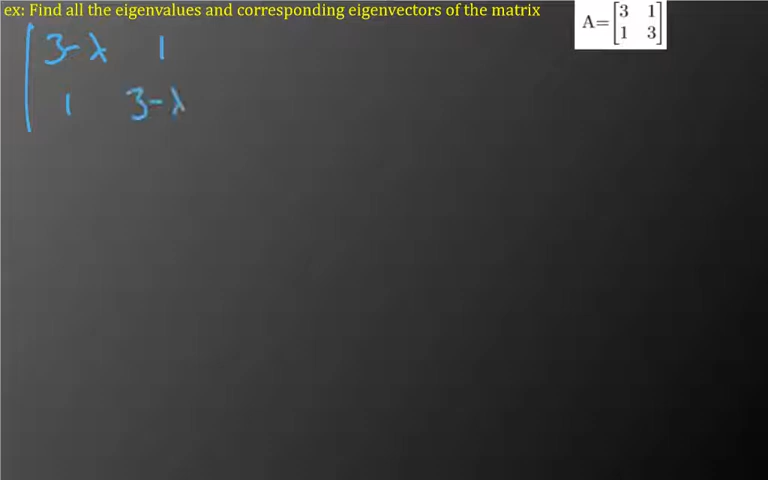 ex: Find all the eigenvalues and corresponding eigenvectors of the matrix
A=[3 1
1 3]
|3-λ 1
1 3-λ